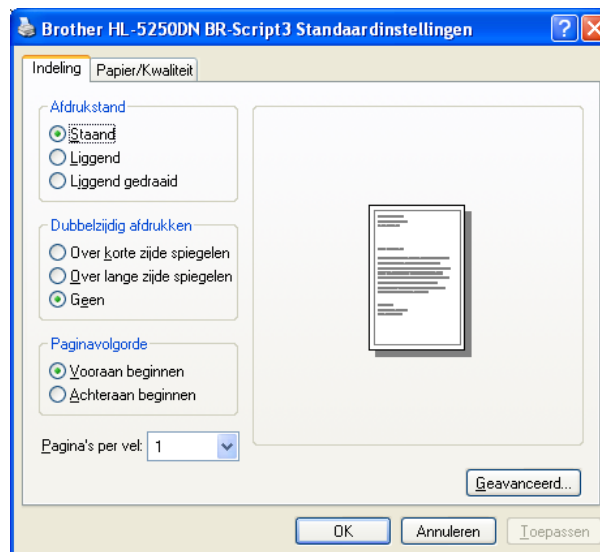 Brother HL-5250DN BR-Script3 Standaardinstellingen
Indeling
Papier/Kwaliteit
Afdrukstand
Staand
Liggend
Liggend gedraaid
Dubbelzijdig afdrukken
Over korte zijde spiegelen
Over lange zijde spiegelen
Geen
Paginavolgorde
Vooraan beginnen
Achteraan beginnen
Pagina's per vel: 1
Geavanceerd...
OK
Annuleren
Toepassen